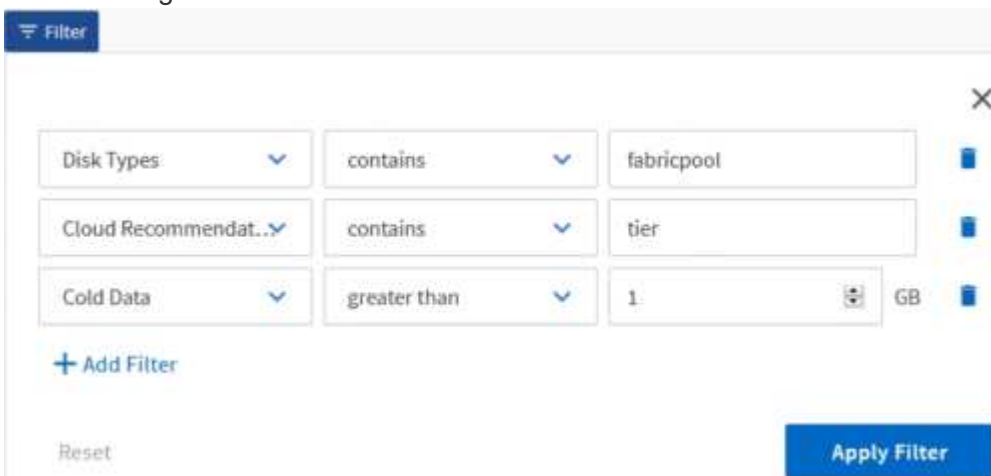 Filter
Disk Types contains fabricpool
Cloud Recommendat... contains tier
Cold Data greater than 1 GB
+ Add Filter
Reset Apply Filter